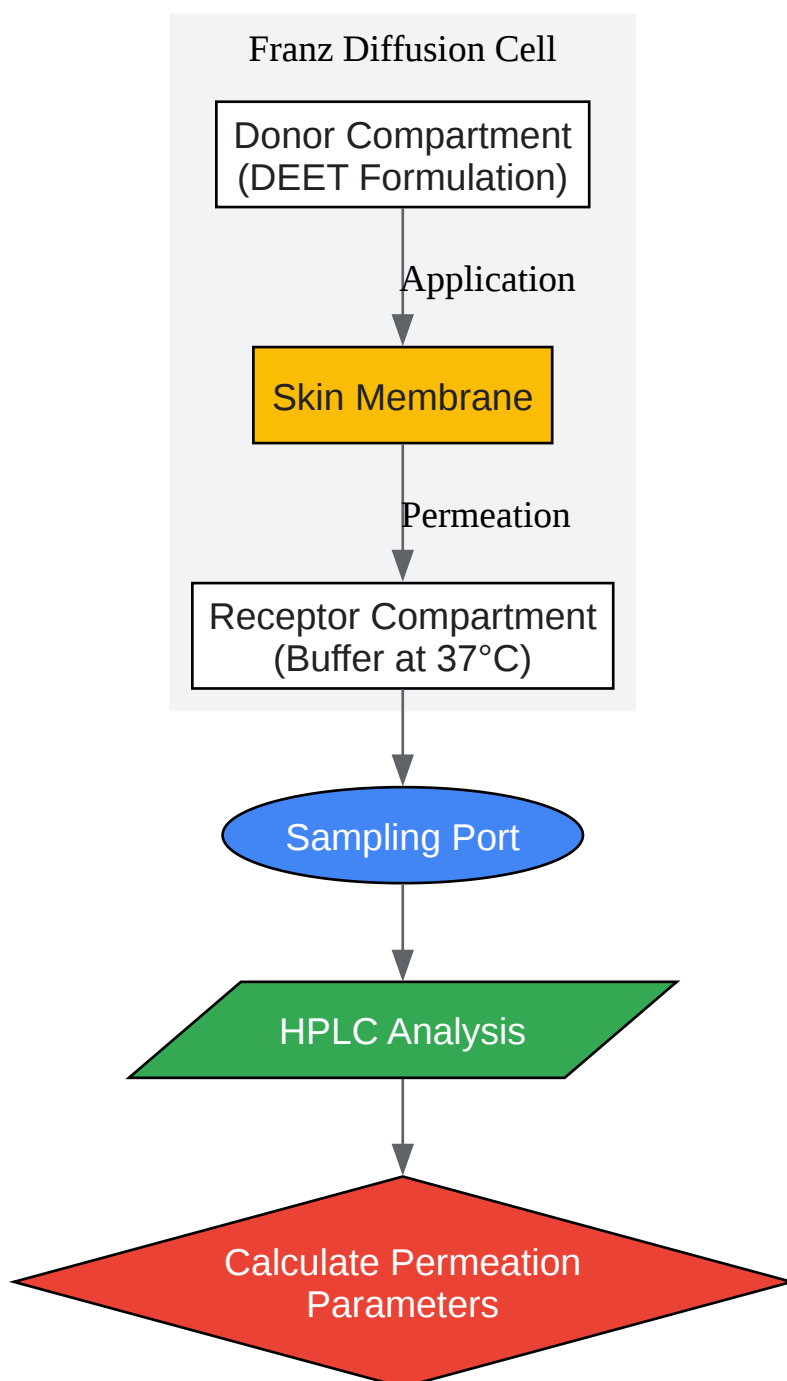 Franz Diffusion Cell
Donor Compartment
(DEET Formulation)
Application
Skin Membrane
Permeation
Receptor Compartment
(Buffer at 37°C)
Sampling Port
HPLC Analysis
Calculate Permeation
Parameters